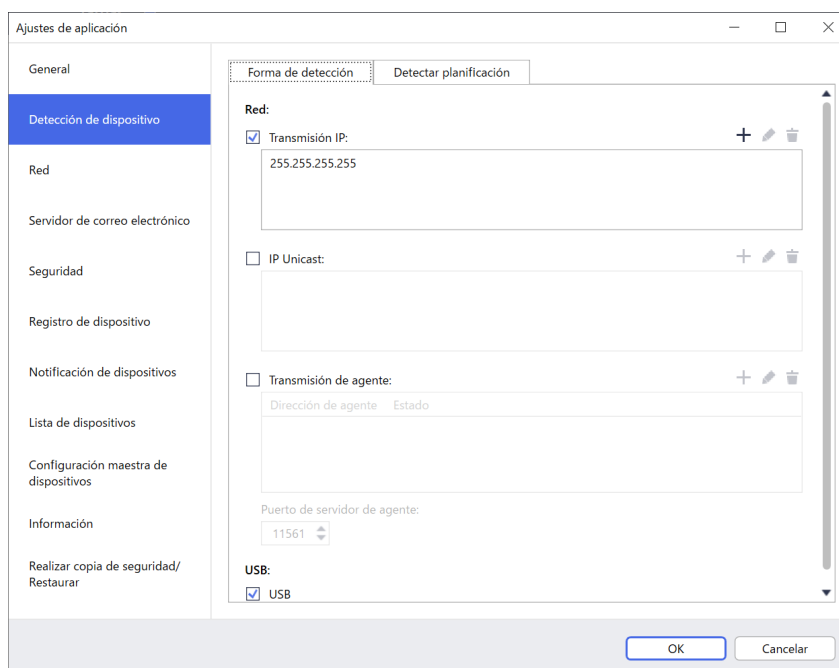 Ajustes de aplicación
General
Detección de dispositivo
Red
Servidor de correo electrónico
Seguridad
Registro de dispositivo
Notificación de dispositivos
Lista de dispositivos
Configuración maestra de
dispositivos
Información
Realizar copia de seguridad/
Restaurar
Forma de detección
Detectar planificación
Red:
Transmisión IP:
255.255.255.255
IP Unicast:
Transmisión de agente:
Dirección de agente Estado
Puerto de servidor de agente:
11561
USB:
USB
OK
Cancelar